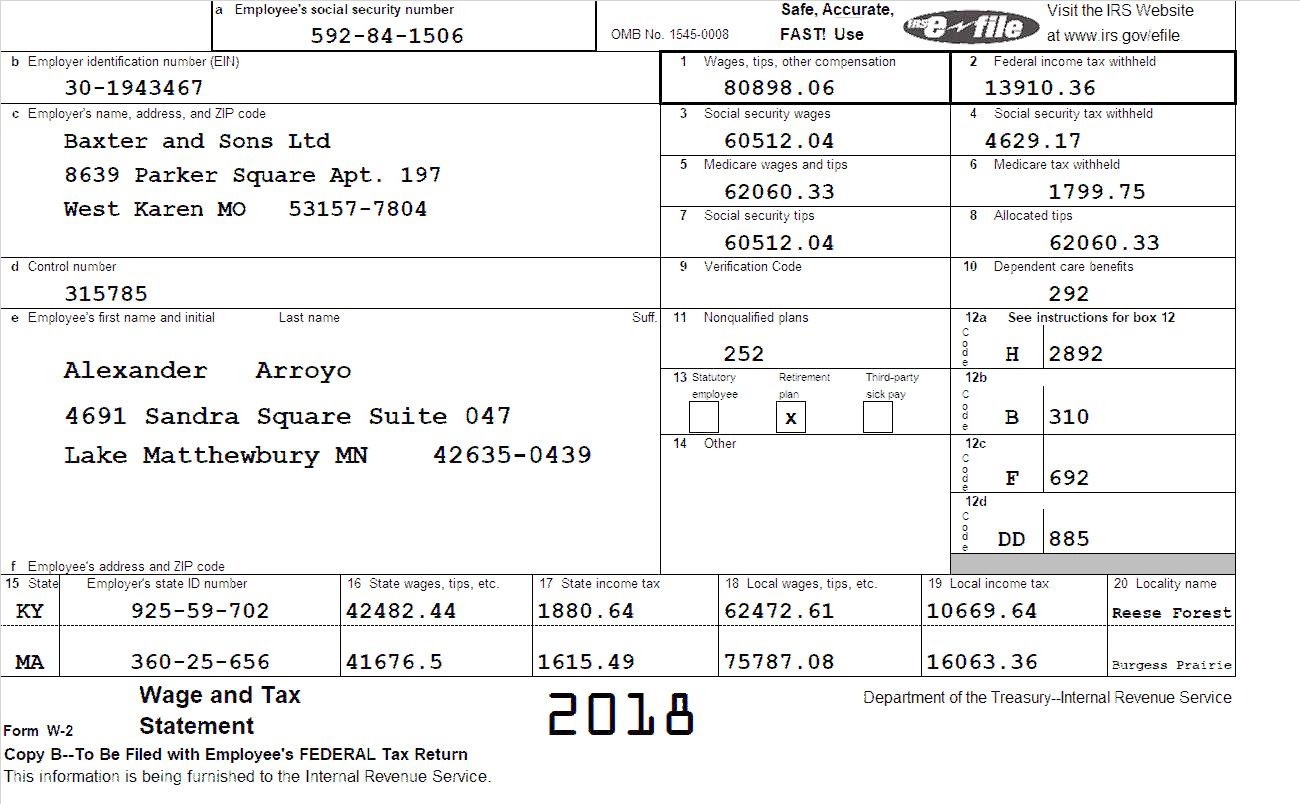 a Employee's social security number
592-84-1506
OMB No. 1545-0008
Safe, Accurate,
FAST! Use
IRS e-file
Visit the IRS Website
at www.irs gov/efile
b Employer identification number (EIN)
30-1943467
1 Wages, tips, other compensation
80898.06
2 Federal income tax withheld
13910.36
c Employer's name, address, and ZIP code
Baxter and Sons Ltd
8639 Parker Square Apt. 197
West Karen MO 53157-7804
3 Social security wages
60512.04
4 Social security tax withheld
4629.17
5 Medicare wages and tips
62060.33
6 Medicare tax withheld
1799.75
7 Social security tips
60512.04
8 Allocated tips
62060.33
d Control number
315785
9 Verification Code
10 Dependent care benefits
292
e Employee's first name and initial Last name Suff.
Alexander Arroyo
4691 Sandra Square Suite 047
Lake Matthewbury MN 42635-0439
11 Nonqualified plans
252
12a See instructions for box 12
Code H 2892
13 Statutory employee Retirement plan Third-party sick pay
X
12b
Code B 310
14 Other
12c
Code F 692
12d
Code DD 885
f Employee's address and ZIP code
15 State Employer's state ID number 16 State wages, tips, etc. 17 State income tax 18 Local wages, tips, etc. 19 Local income tax 20 Locality name
KY 925-59-702 42482.44 1880.64 62472.61 10669.64 Reese Forest
MA 360-25-656 41676.5 1615.49 75787.08 16063.36 Burgess Prairie
Form W-2
Wage and Tax
Statement
2018
Department of the Treasury--Internal Revenue Service
Copy B--To Be Filed with Employee's FEDERAL Tax Return
This information is being furnished to the Internal Revenue Service.